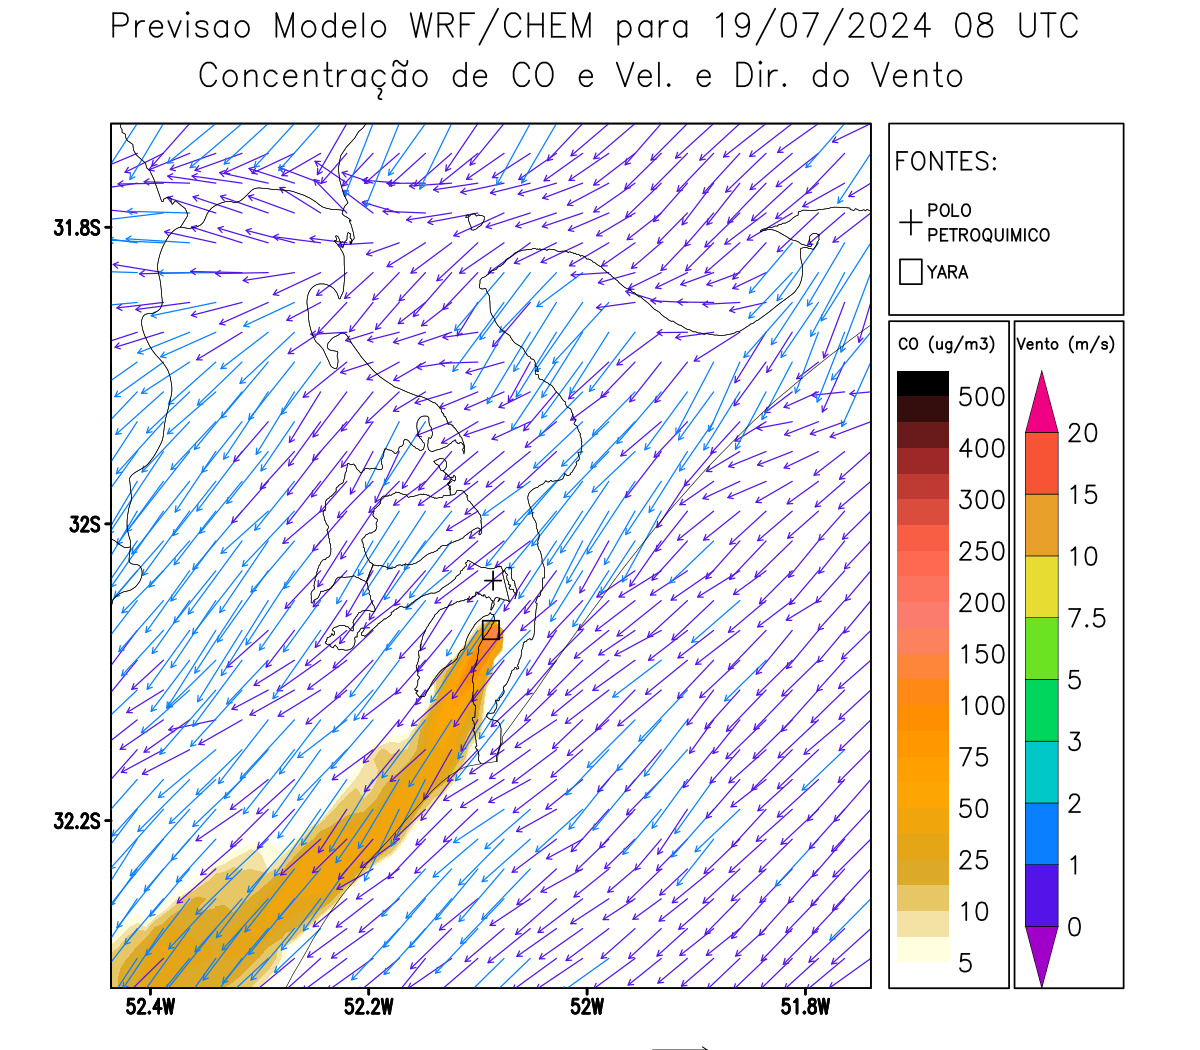 Previsao Modelo WRF/CHEM para 19/07/2024 08 UTC
Concentração de CO e Vel. e Dir. do Vento
FONTES:
POLO
PETROQUIMICO
YARA
CO (ug/m3)
500
400
300
250
200
150
100
75
50
25
10
5
Vento (m/s)
20
15
10
7.5
5
3
2
1
0
31.8S
32S
32.2S
52.4W
52.2W
52W
51.8W